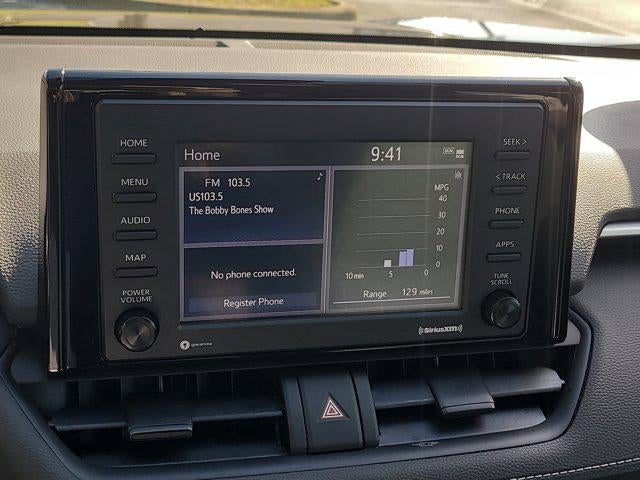 HOME
MENU
AUDIO
MAP
POWER
VOLUME
Home
9:41
DCM
FM 103.5
US103.5
The Bobby Bones Show
No phone connected.
Register Phone
MPG
40
30
20
10
0
10 min 5 0
Range 129 miles
SEEK >
< TRACK
PHONE
APPS
TUNE
SCROLL
gracenote
((SiriusXM))